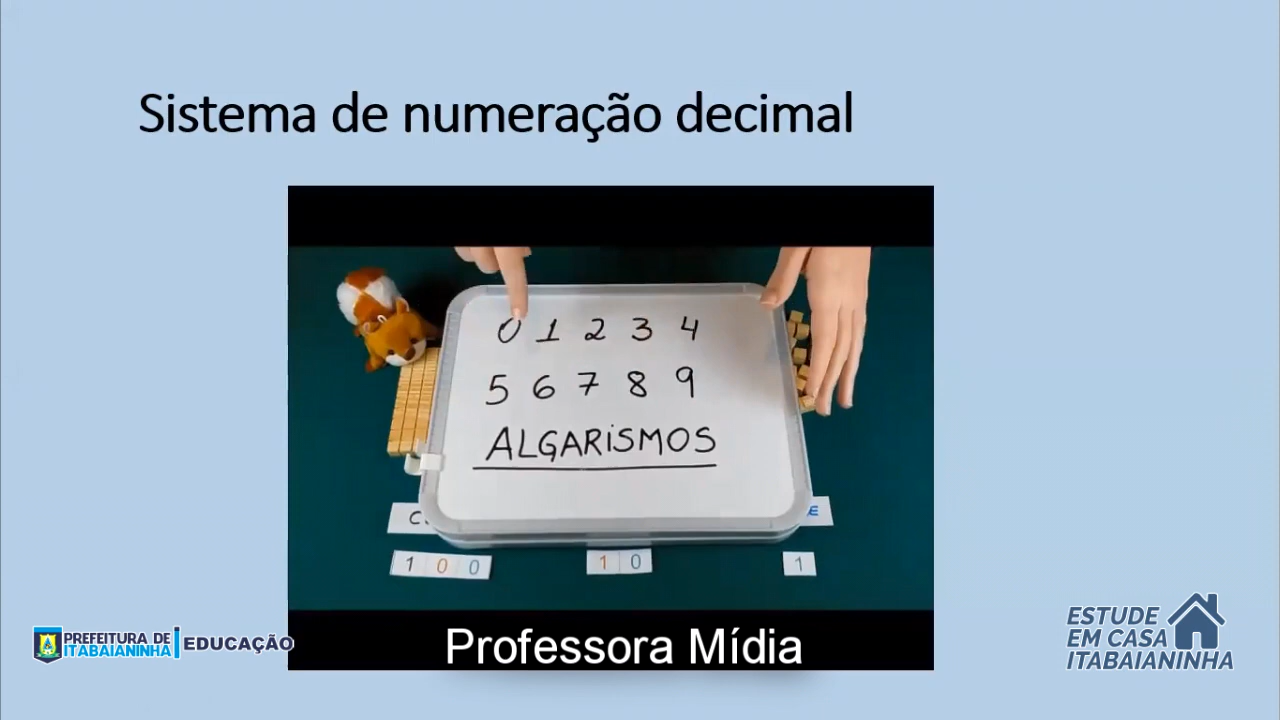 Sistema de numeração decimal
0 1 2 3 4
5 6 7 8 9
ALGARiSMOS
100
10
1
Professora Mídia
PREFEITURA DE
ITABAIANINHA
EDUCAÇÃO
ESTUDE
EM CASA
ITABAIANINHA